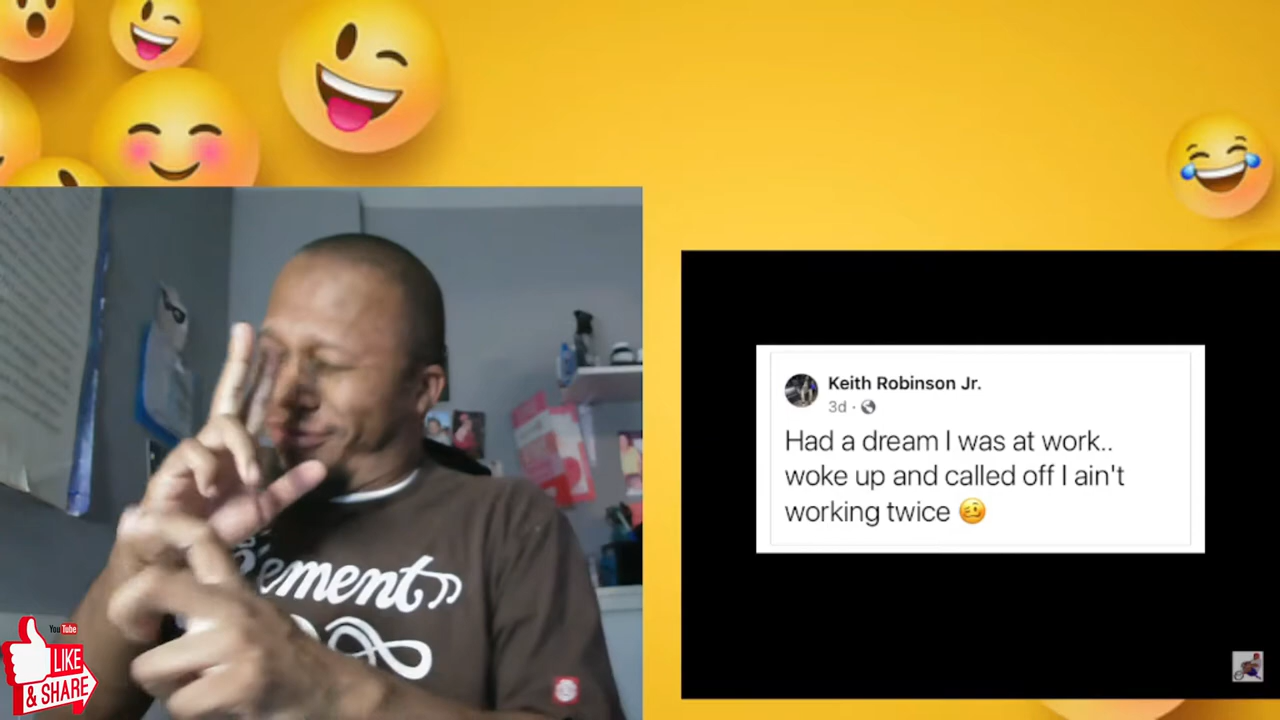 Keith Robinson Jr.
3d ·
Had a dream I was at work..
woke up and called off I ain't
working twice 🥴
ement
YouTube
LIKE
& SHARE